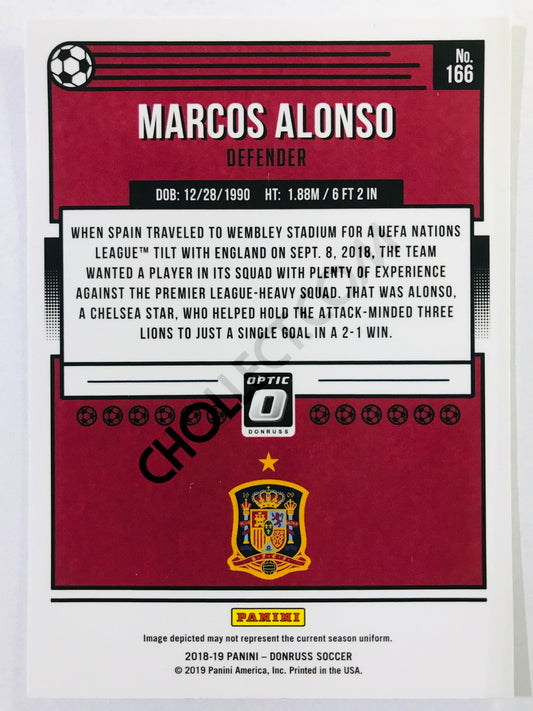 No.
166
MARCOS ALONSO
DEFENDER
DOB: 12/28/1990 HT: 1.88M / 6 FT 2 IN
WHEN SPAIN TRAVELED TO WEMBLEY STADIUM FOR A UEFA NATIONS
LEAGUE™ TILT WITH ENGLAND ON SEPT. 8, 2018, THE TEAM
WANTED A PLAYER IN ITS SQUAD WITH PLENTY OF EXPERIENCE
AGAINST THE PREMIER LEAGUE-HEAVY SQUAD. THAT WAS ALONSO,
A CHELSEA STAR, WHO HELPED HOLD THE ATTACK-MINDED THREE
LIONS TO JUST A SINGLE GOAL IN A 2-1 WIN.
OPTIC
DONRUSS
PANINI
Image depicted may not represent the current season uniform.
2018-19 PANINI – DONRUSS SOCCER
© 2019 Panini America, Inc. Printed in the USA.